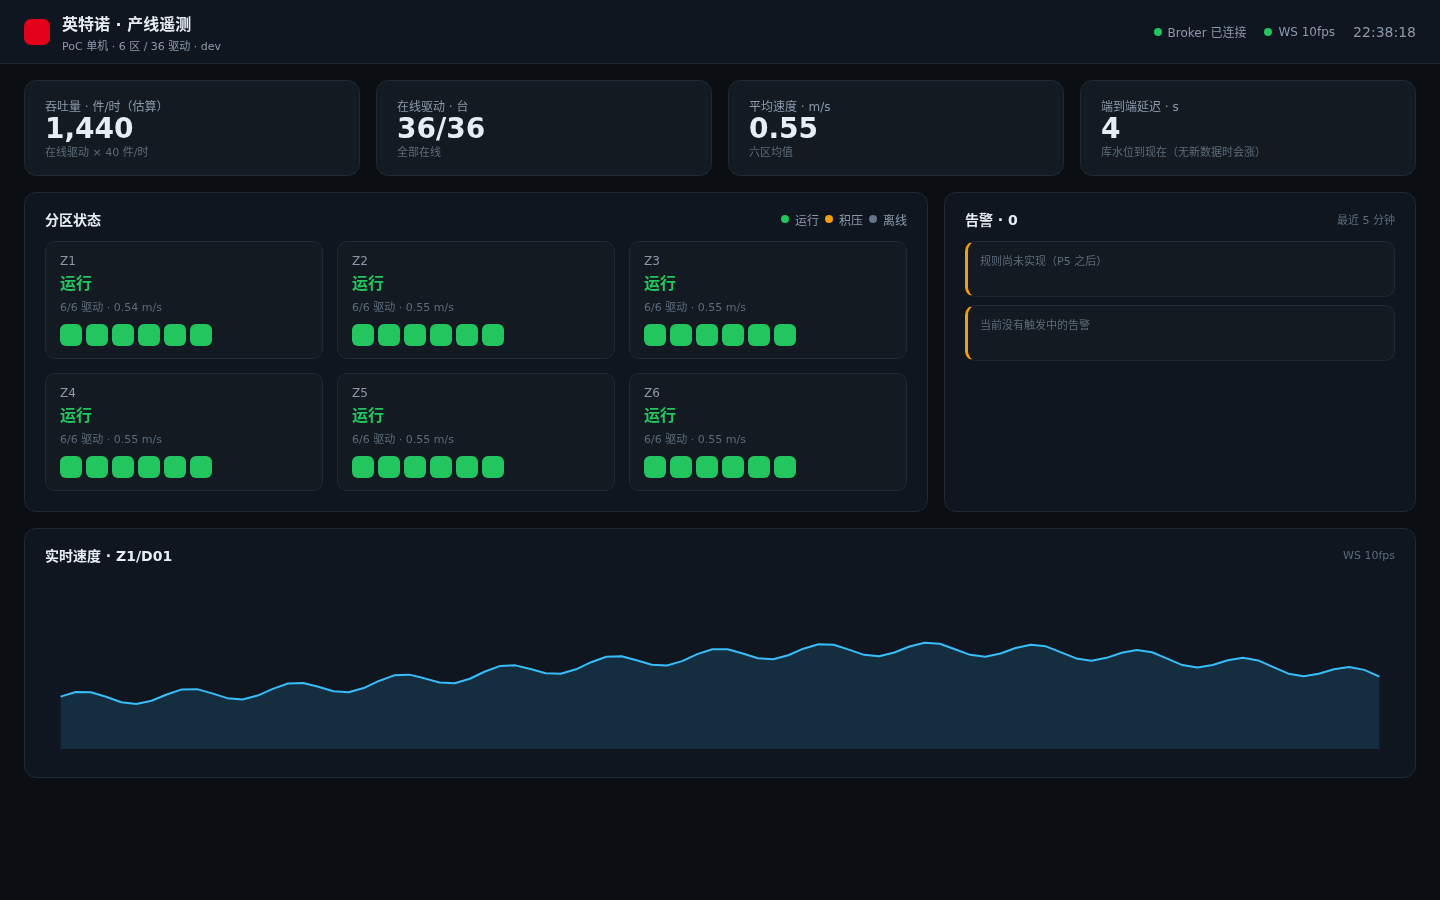 英特诺 · 产线遥测
PoC 单机 · 6 区 / 36 驱动 · dev
Broker 已连接
WS 10fps
22:38:18
吞吐量 · 件/时（估算）
1,440
在线驱动 × 40 件/时
在线驱动 · 台
36/36
全部在线
平均速度 · m/s
0.55
六区均值
端到端延迟 · s
4
库水位到现在（无新数据时会涨）
分区状态
运行 积压 离线
Z1
运行
6/6 驱动 · 0.54 m/s
Z2
运行
6/6 驱动 · 0.55 m/s
Z3
运行
6/6 驱动 · 0.55 m/s
Z4
运行
6/6 驱动 · 0.55 m/s
Z5
运行
6/6 驱动 · 0.55 m/s
Z6
运行
6/6 驱动 · 0.55 m/s
告警 · 0
最近 5 分钟
规则尚未实现（P5 之后）
当前没有触发中的告警
实时速度 · Z1/D01
WS 10fps